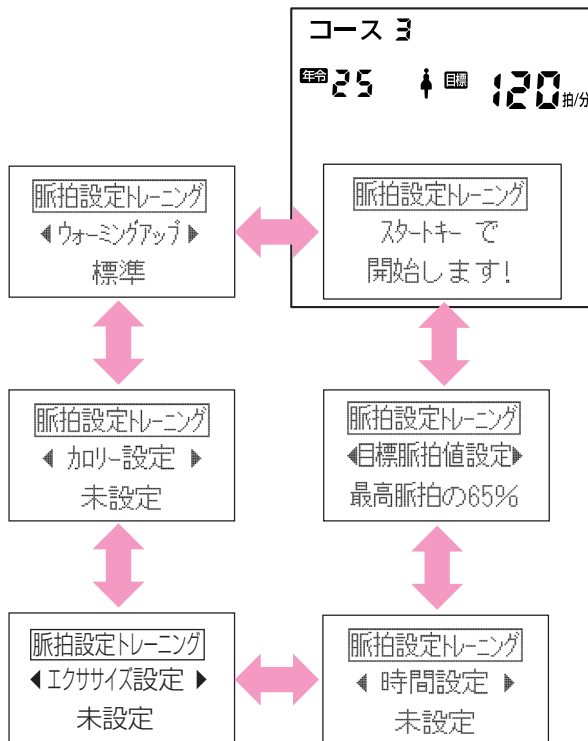 コース 3
年令 25 目標 120 拍/分
脈拍設定トレーニング
スタートキー で
開始します!
脈拍設定トレーニング
ウォーミングアップ
標準
脈拍設定トレーニング
カロリー設定
未設定
脈拍設定トレーニング
目標脈拍値設定
最高脈拍の65%
脈拍設定トレーニング
エクササイズ設定
未設定
脈拍設定トレーニング
時間設定
未設定